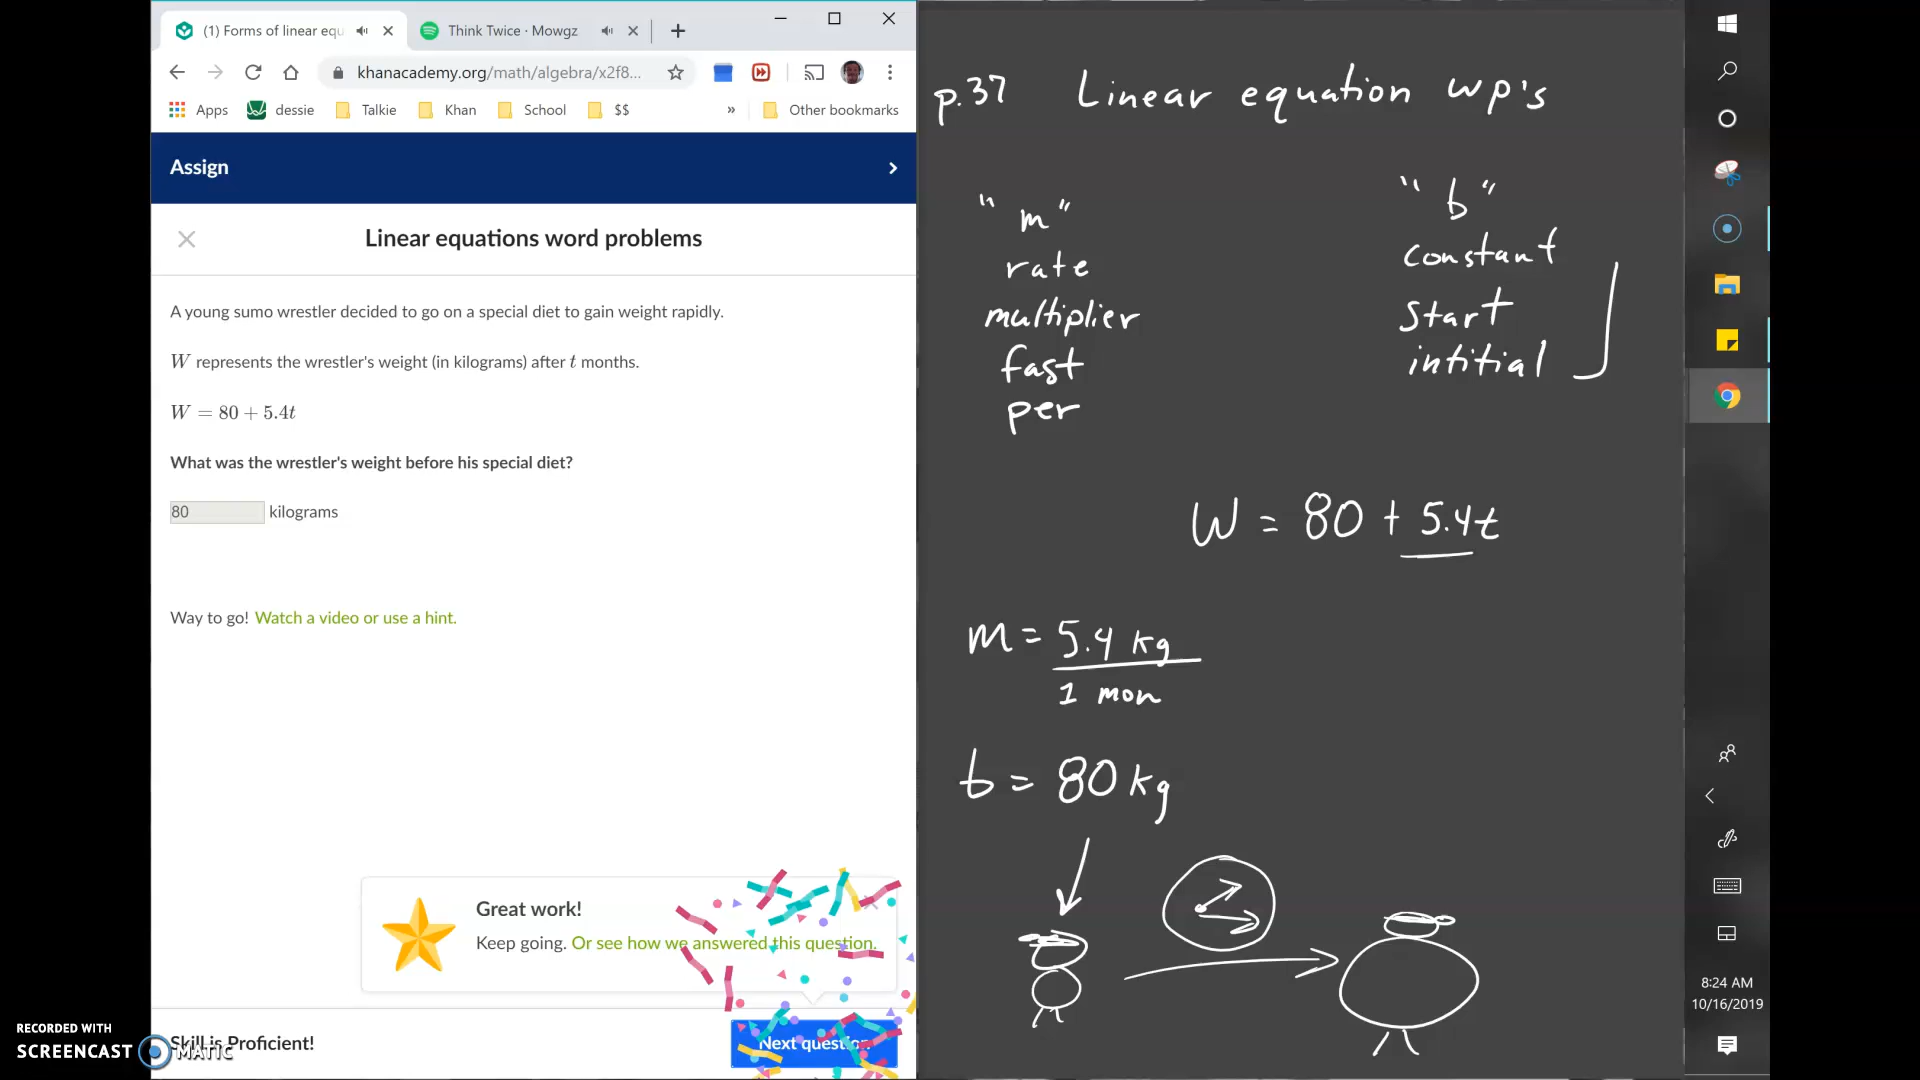 (1) Forms of linear equ
Think Twice · Mowgz
khanacademy.org/math/algebra/x2f8...
Apps
dessie
Talkie
Khan
School
$$
»
Other bookmarks
Assign
Linear equations word problems
A young sumo wrestler decided to go on a special diet to gain weight rapidly.
W represents the wrestler's weight (in kilograms) after t months.
W = 80 + 5.4t
What was the wrestler's weight before his special diet?
80 kilograms
Way to go! Watch a video or use a hint.
Great work!
Keep going. Or see how we answered this question.
Skill is Proficient!
Next question
p.37 Linear equation wp's
"m"
rate
multiplier
fast
per
"b"
constant
start
intitial
W = 80 + 5.4t
m = 5.4 kg
1 mon
b = 80 kg
8:24 AM
10/16/2019
RECORDED WITH
SCREENCAST MATIC